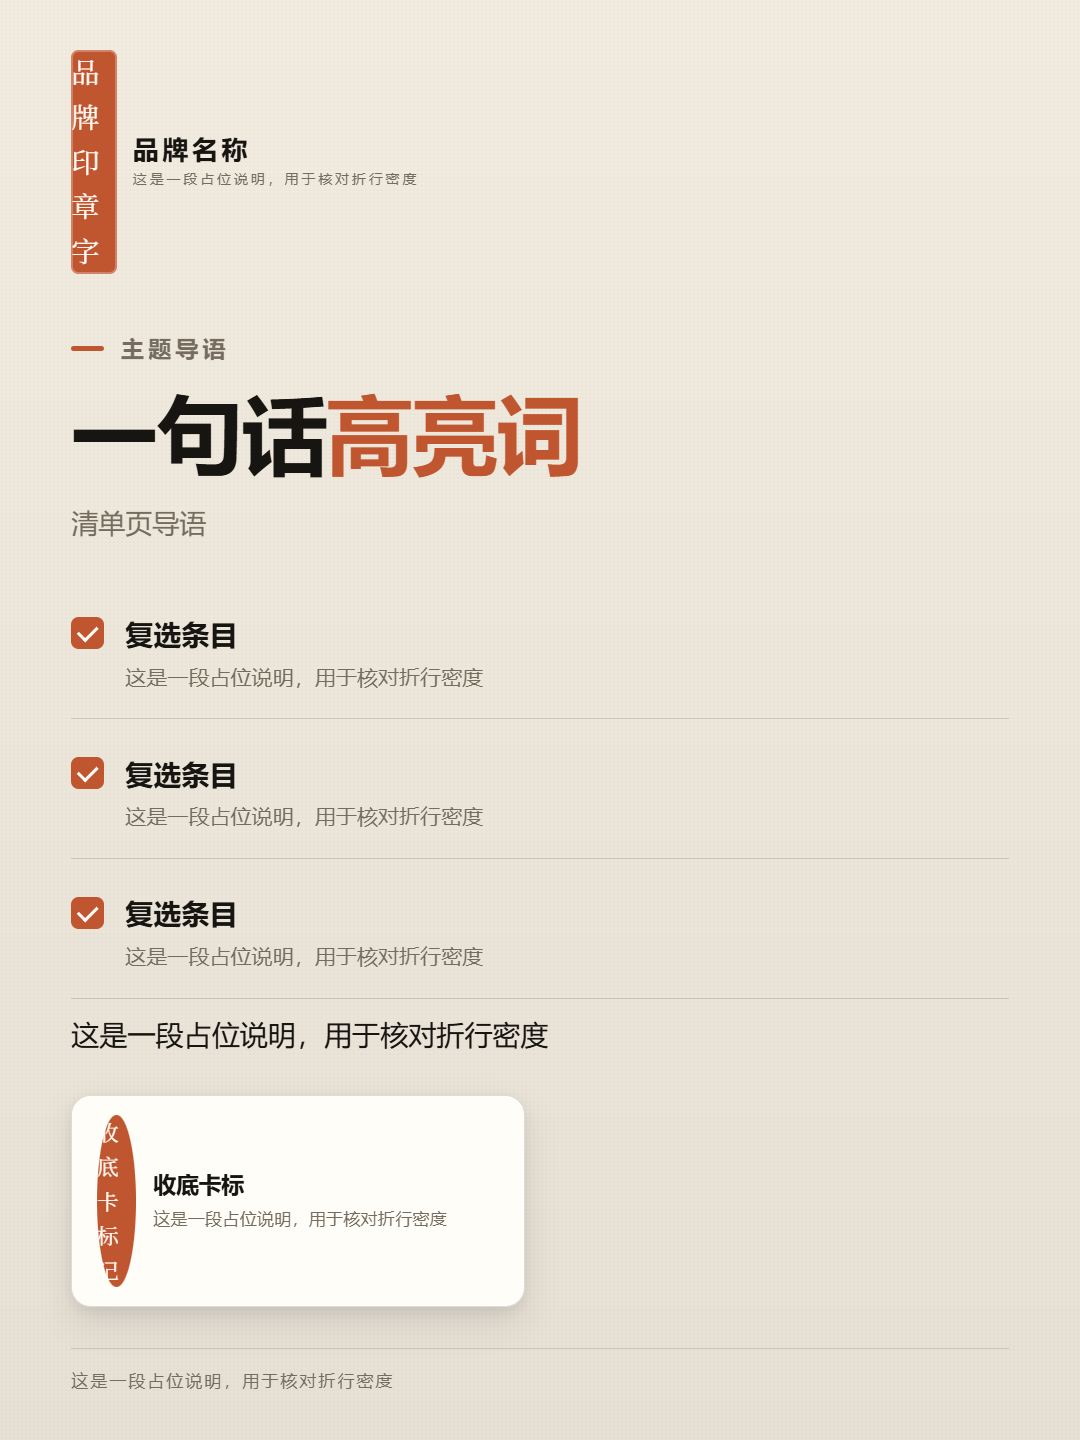 品
牌
印
章
字
品牌名称
这是一段占位说明，用于核对折行密度
主题导语
一句话高亮词
清单页导语
复选条目
这是一段占位说明，用于核对折行密度
复选条目
这是一段占位说明，用于核对折行密度
复选条目
这是一段占位说明，用于核对折行密度
这是一段占位说明，用于核对折行密度
收
底
卡
标
记
收底卡标
这是一段占位说明，用于核对折行密度
这是一段占位说明，用于核对折行密度